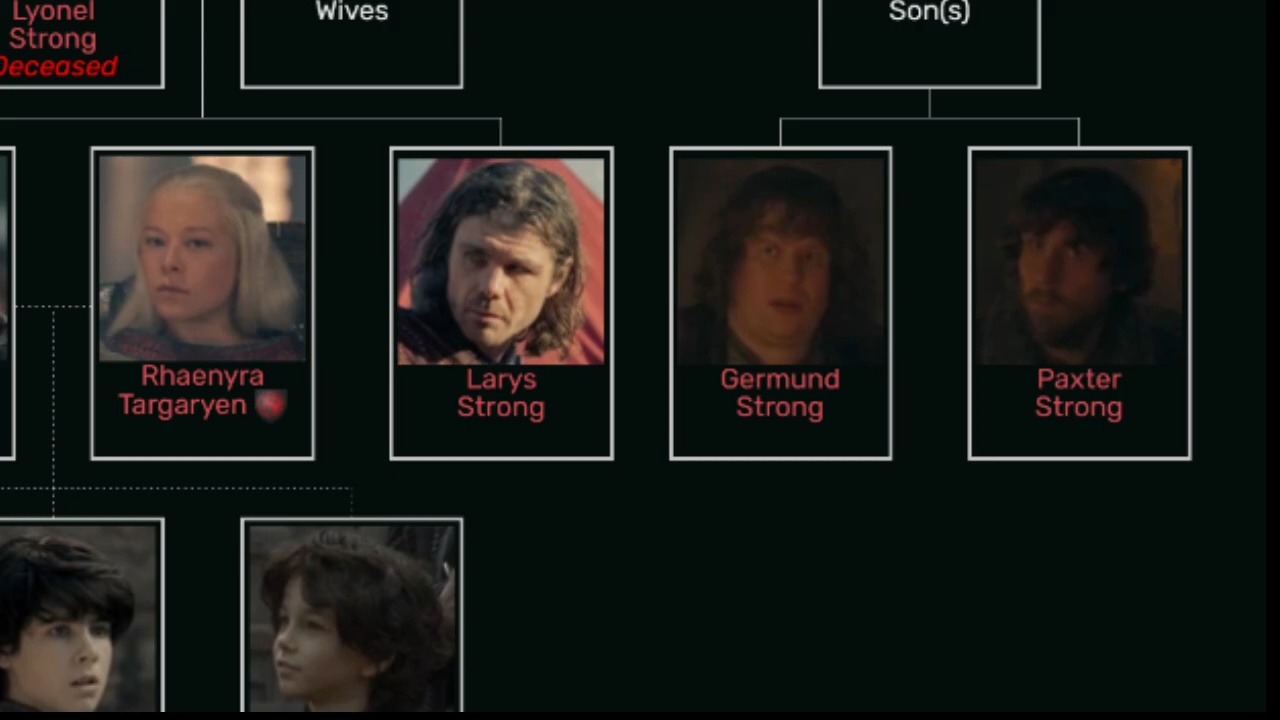 Lyonel
Strong
Deceased
Wives
Son(s)
Rhaenyra
Targaryen
Larys
Strong
Germund
Strong
Paxter
Strong